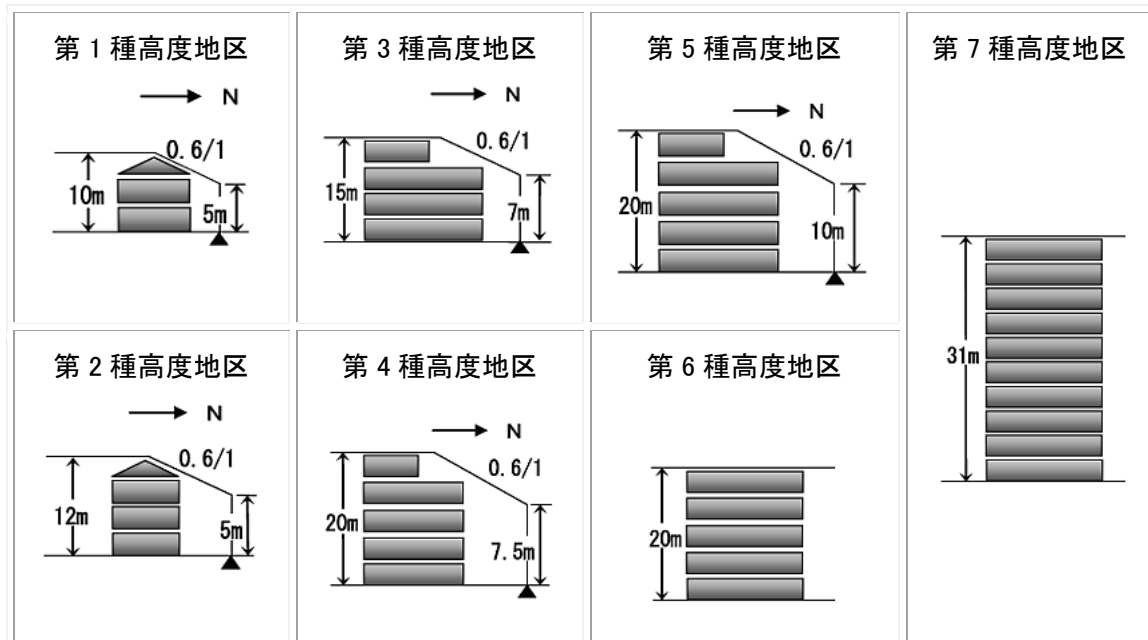 第1種高度地区
N
0.6/1
10m
5m
第3種高度地区
N
0.6/1
15m
7m
第5種高度地区
N
0.6/1
20m
10m
第7種高度地区
31m
第2種高度地区
N
0.6/1
12m
5m
第4種高度地区
N
0.6/1
20m
7.5m
第6種高度地区
20m